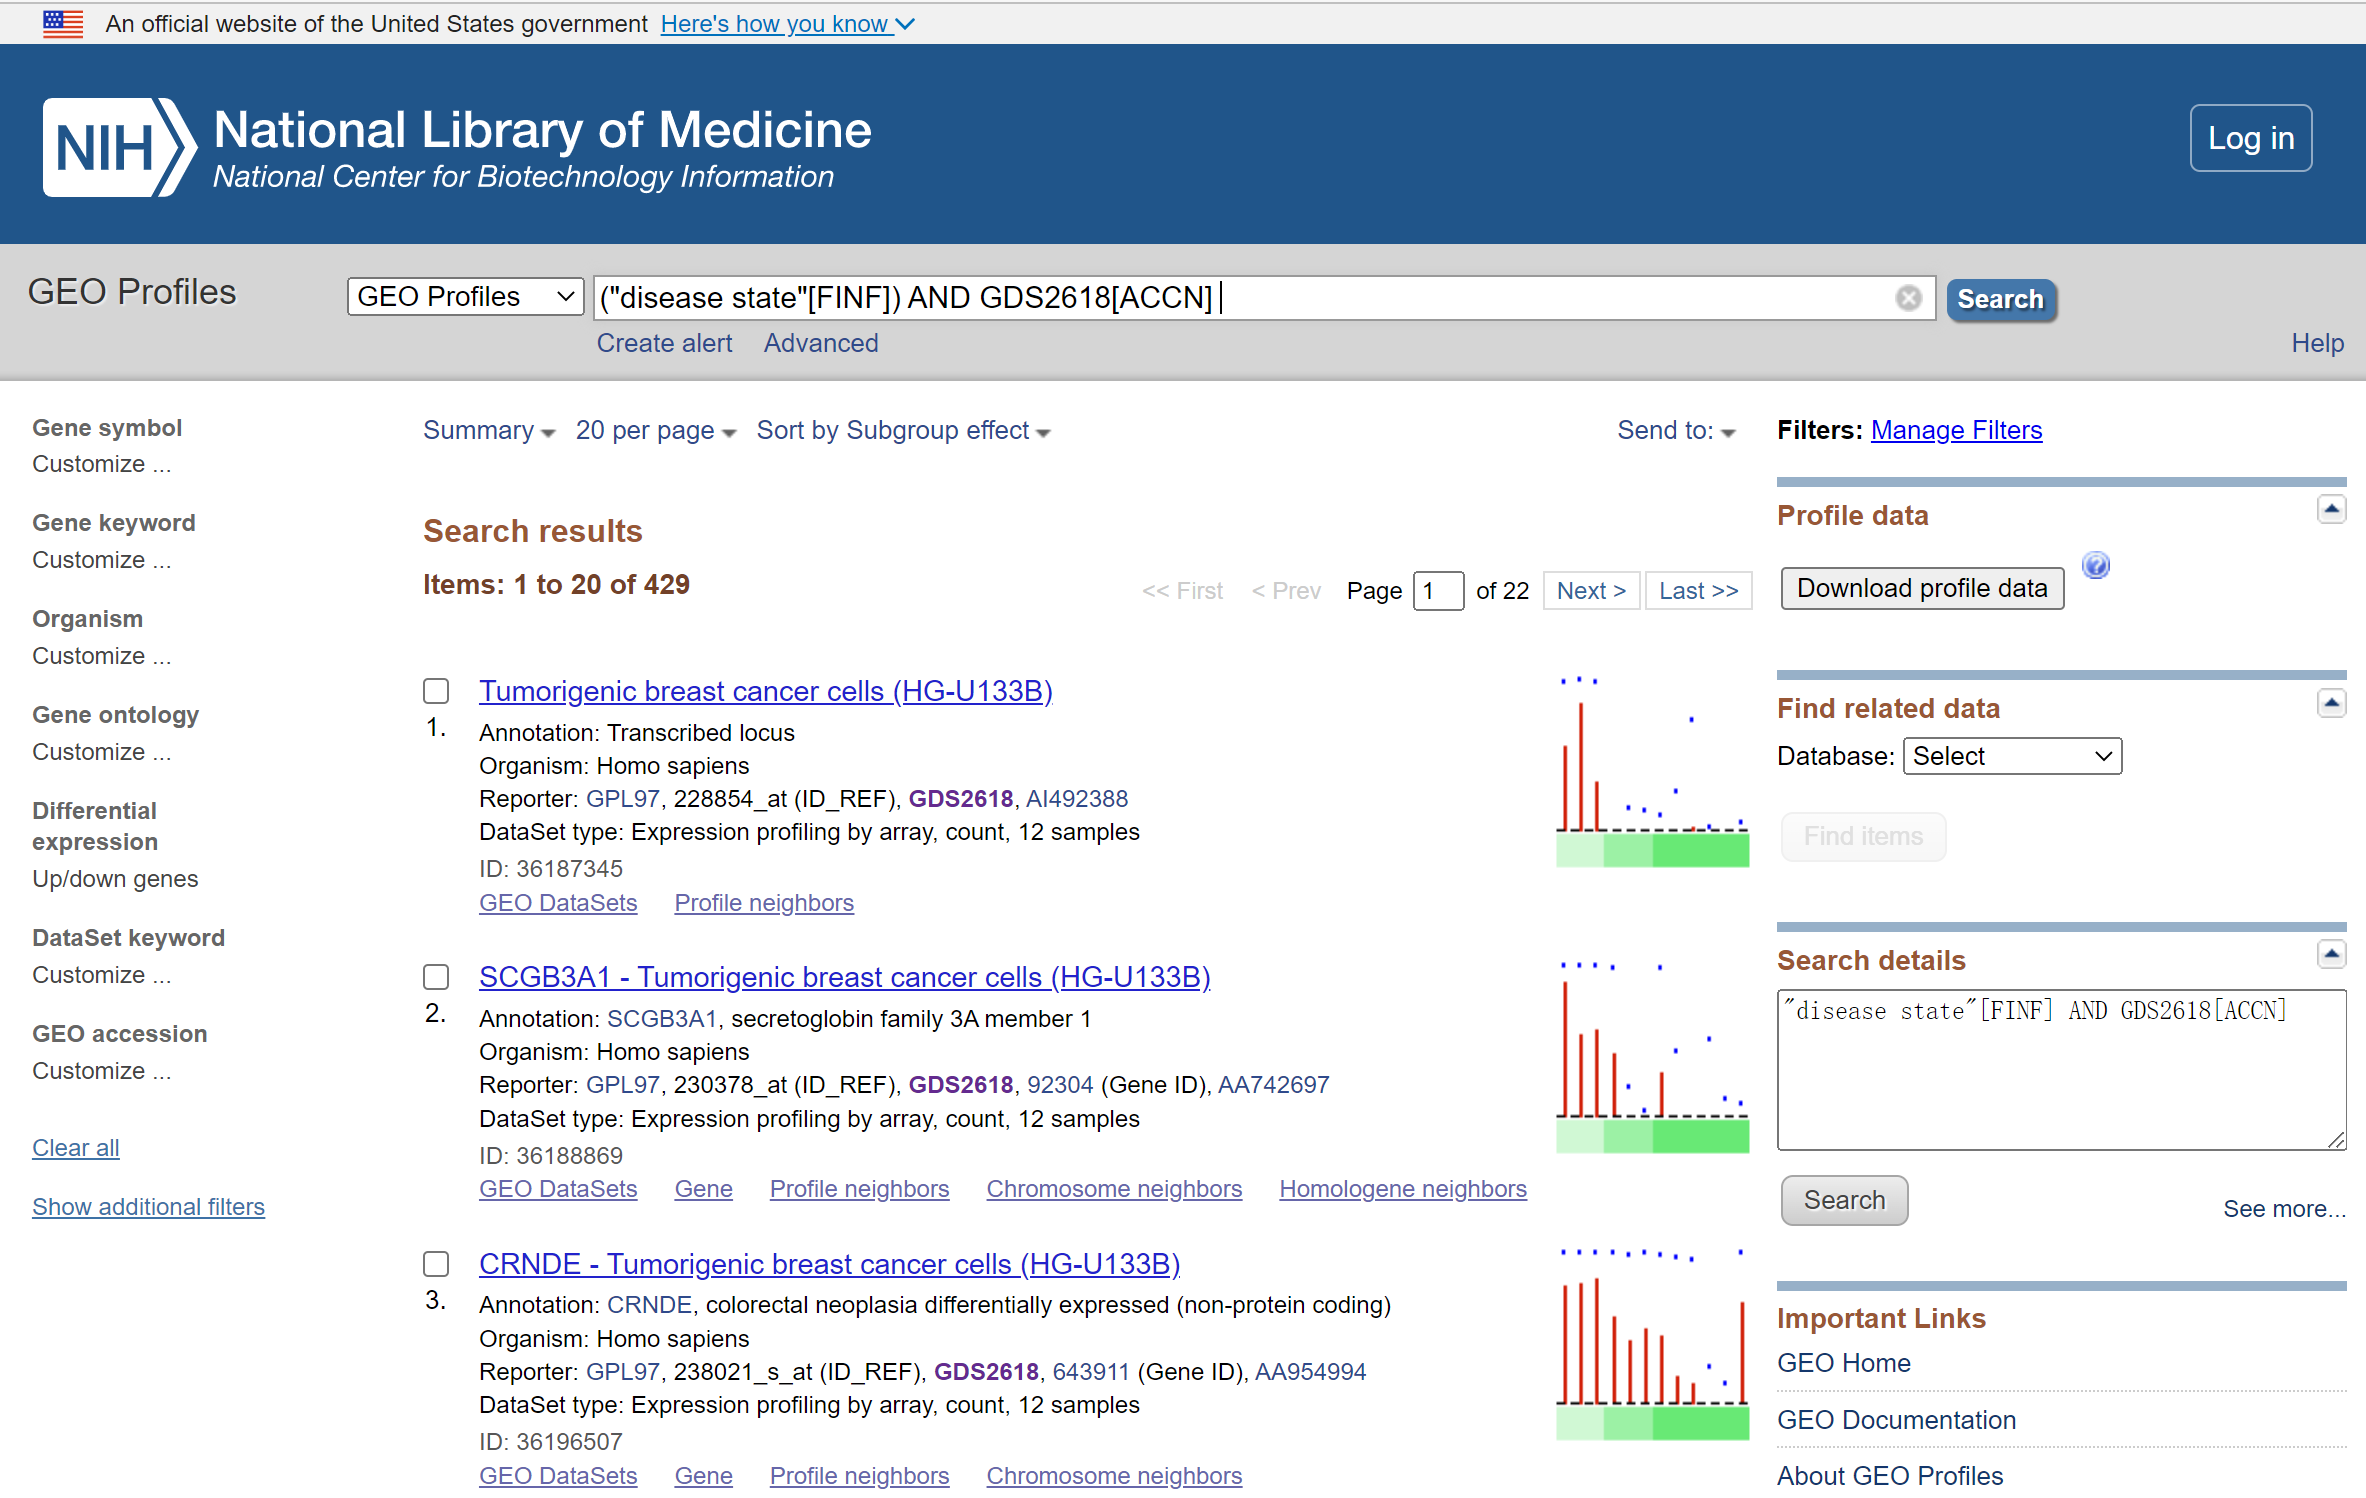 An official website of the United States government Here's how you know
NIH National Library of Medicine
National Center for Biotechnology Information
Log in
GEO Profiles
GEO Profiles
("disease state"[FINF]) AND GDS2618[ACCN]
Search
Create alert Advanced
Help
Gene symbol
Customize ...
Gene keyword
Customize ...
Organism
Customize ...
Gene ontology
Customize ...
Differential
expression
Up/down genes
DataSet keyword
Customize ...
GEO accession
Customize ...
Clear all
Show additional filters
Summary 20 per page Sort by Subgroup effect Send to:
Search results
Items: 1 to 20 of 429
<< First < Prev Page 1 of 22 Next > Last >>
Tumorigenic breast cancer cells (HG-U133B)
1.
Annotation: Transcribed locus
Organism: Homo sapiens
Reporter: GPL97, 228854_at (ID_REF), GDS2618, AI492388
DataSet type: Expression profiling by array, count, 12 samples
ID: 36187345
GEO DataSets Profile neighbors
SCGB3A1 - Tumorigenic breast cancer cells (HG-U133B)
2.
Annotation: SCGB3A1, secretoglobin family 3A member 1
Organism: Homo sapiens
Reporter: GPL97, 230378_at (ID_REF), GDS2618, 92304 (Gene ID), AA742697
DataSet type: Expression profiling by array, count, 12 samples
ID: 36188869
GEO DataSets Gene Profile neighbors Chromosome neighbors Homologene neighbors
CRNDE - Tumorigenic breast cancer cells (HG-U133B)
3.
Annotation: CRNDE, colorectal neoplasia differentially expressed (non-protein coding)
Organism: Homo sapiens
Reporter: GPL97, 238021_s_at (ID_REF), GDS2618, 643911 (Gene ID), AA954994
DataSet type: Expression profiling by array, count, 12 samples
ID: 36196507
GEO DataSets Gene Profile neighbors Chromosome neighbors
Filters: Manage Filters
Profile data
Download profile data
?
Find related data
Database: Select
Find items
Search details
"disease state"[FINF] AND GDS2618[ACCN]
Search
See more...
Important Links
GEO Home
GEO Documentation
About GEO Profiles